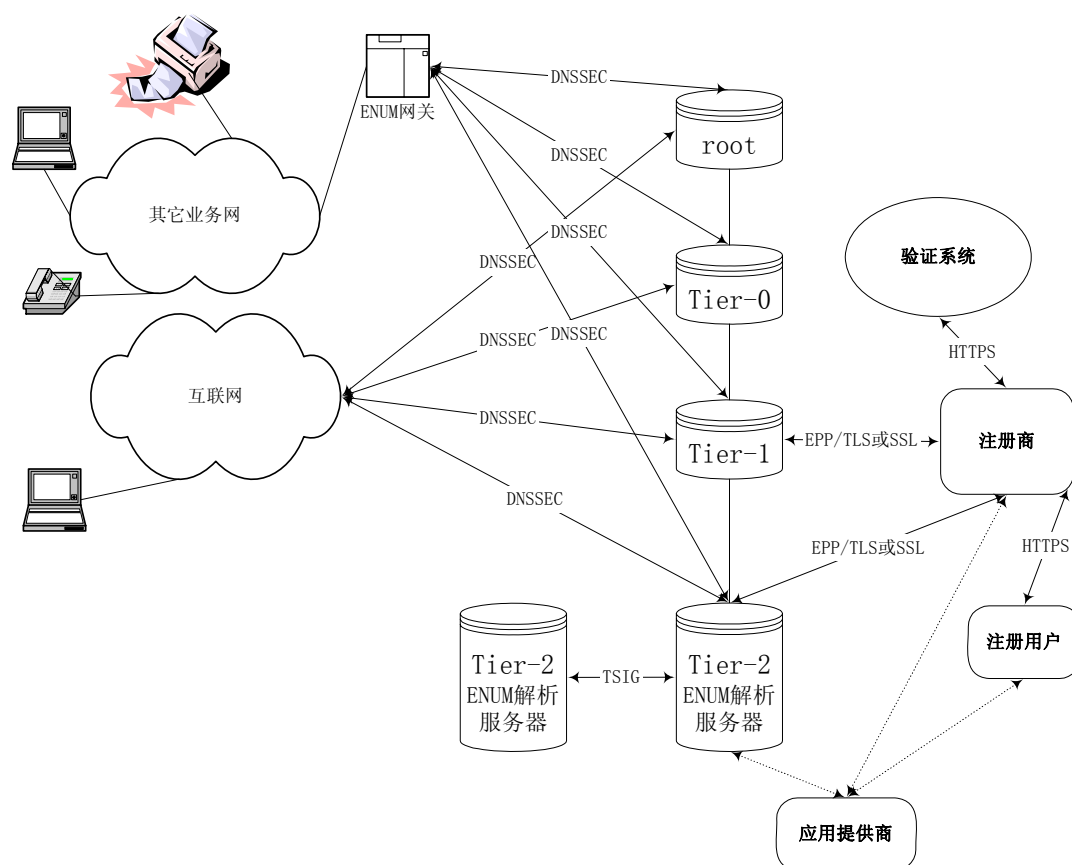 DNSSEC
ENUM网关
root
DNSSEC
其它业务网
DNSSEC
验证系统
DNSSEC
Tier-0
DNSSEC
DNSSEC
HTTPS
互联网
DNSSEC
Tier-1
EPP/TLS或SSL
注册商
DNSSEC
EPP/TLS或SSL
HTTPS
注册用户
Tier-2
ENUM解析
服务器
TSIG
Tier-2
ENUM解析
服务器
应用提供商